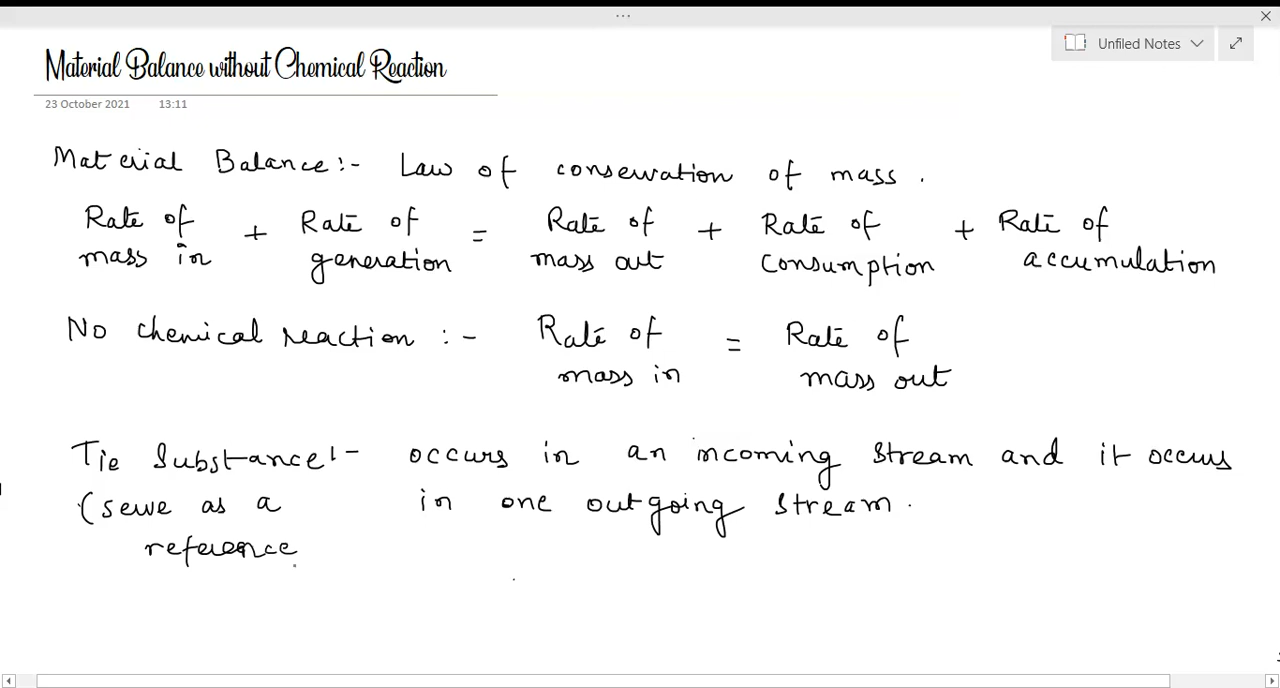 Unfiled Notes
Material Balance without Chemical Reaction
23 October 2021 13:11
Material Balance:- Law of conservation of mass.
Rate of + Rate of = Rate of + Rate of + Rate of
mass in generation mass out consumption accumulation
No chemical reaction :- Rate of = Rate of
mass in mass out
Tie Substance:- occurs in an incoming stream and it occurs
(serve as a in one outgoing stream.
reference